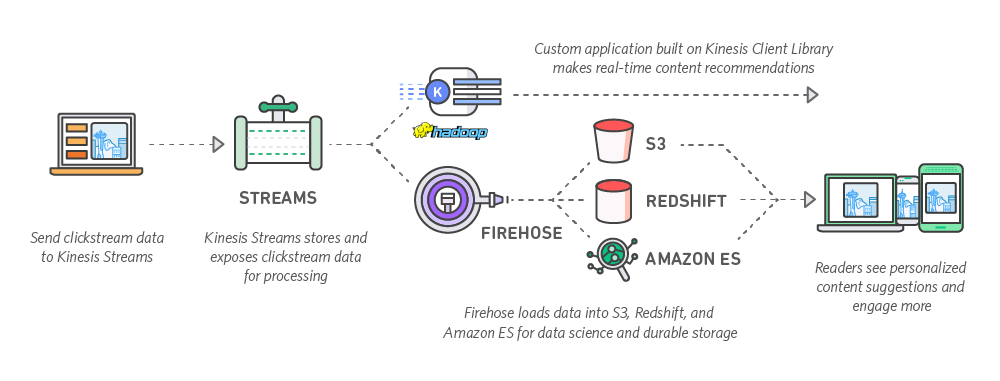 Custom application built on Kinesis Client Library
makes real-time content recommendations
K
hadoop
S3
STREAMS
REDSHIFT
FIREHOSE
AMAZON ES
Send clickstream data
to Kinesis Streams
Kinesis Streams stores and
exposes clickstream data
for processing
Readers see personalized
content suggestions and
engage more
Firehose loads data into S3, Redshift, and
Amazon ES for data science and durable storage